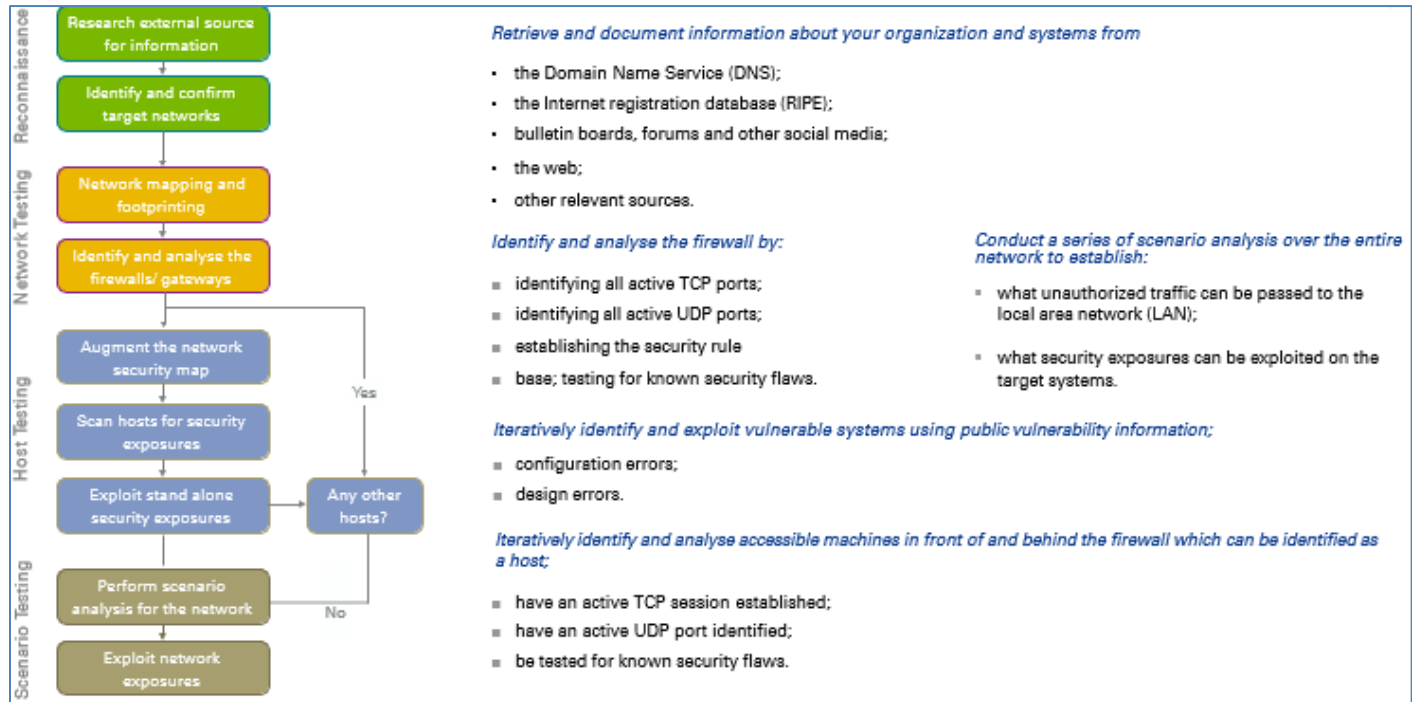 Reconnaissance
Research external source
for information
Identify and confirm
target networks
Network Testing
Network mapping and
footprinting
Identify and analyse the
firewalls/ gateways
Host Testing
Augment the network
security map
Scan hosts for security
exposures
Exploit stand alone
security exposures
Any other
hosts?
Yes
No
Scenario Testing
Perform scenario
analysis for the network
Exploit network
exposures
Retrieve and document information about your organization and systems from
• the Domain Name Service (DNS);
• the Internet registration database (RIPE);
• bulletin boards, forums and other social media;
• the web;
• other relevant sources.
Identify and analyse the firewall by:
■ identifying all active TCP ports;
■ identifying all active UDP ports;
■ establishing the security rule
■ base; testing for known security flaws.
Conduct a series of scenario analysis over the entire
network to establish:
■ what unauthorized traffic can be passed to the
local area network (LAN);
■ what security exposures can be exploited on the
target systems.
Iteratively identify and exploit vulnerable systems using public vulnerability information;
■ configuration errors;
■ design errors.
Iteratively identify and analyse accessible machines in front of and behind the firewall which can be identified as
a host;
■ have an active TCP session established;
■ have an active UDP port identified;
■ be tested for known security flaws.